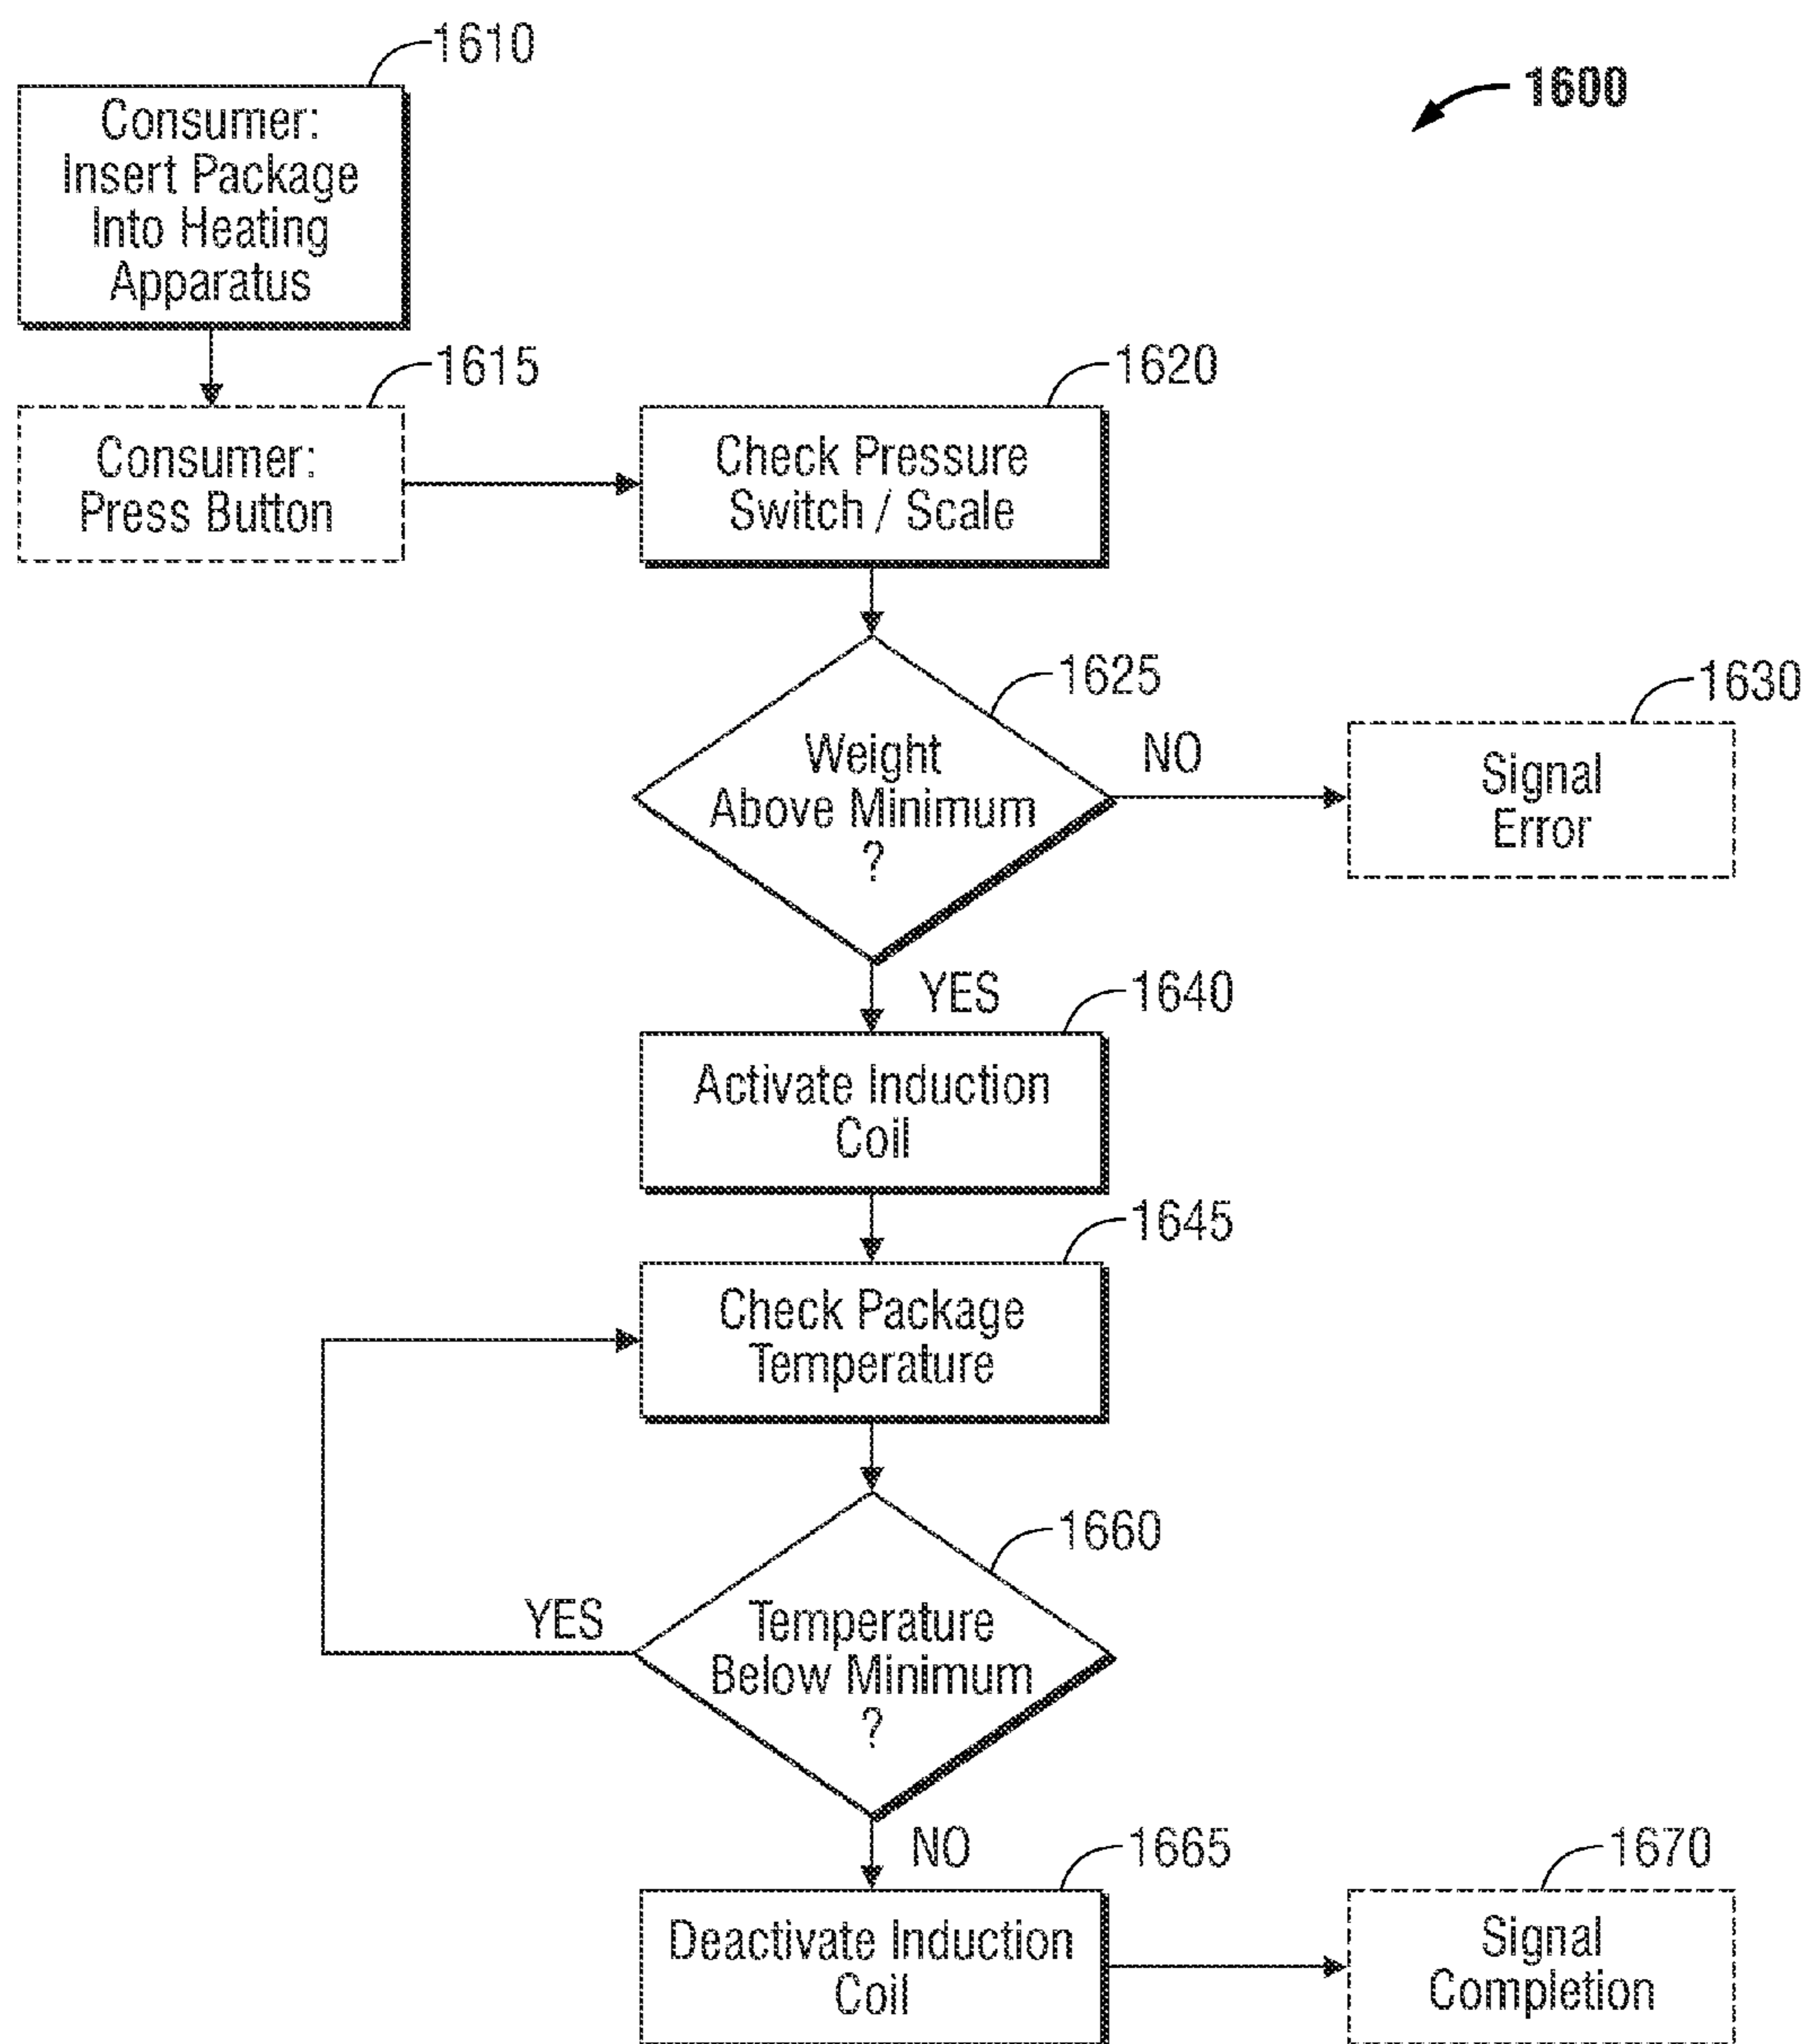 1610
1600
Consumer:
Insert Package
Into Heating
Apparatus
1615
Consumer:
Press Button
1620
Check Pressure
Switch / Scale
1625
Weight
Above Minimum
?
NO
1630
Signal
Error
YES
1640
Activate Induction
Coil
1645
Check Package
Temperature
1660
Temperature
Below Minimum
?
YES
NO
1665
Deactivate Induction
Coil
1670
Signal
Completion